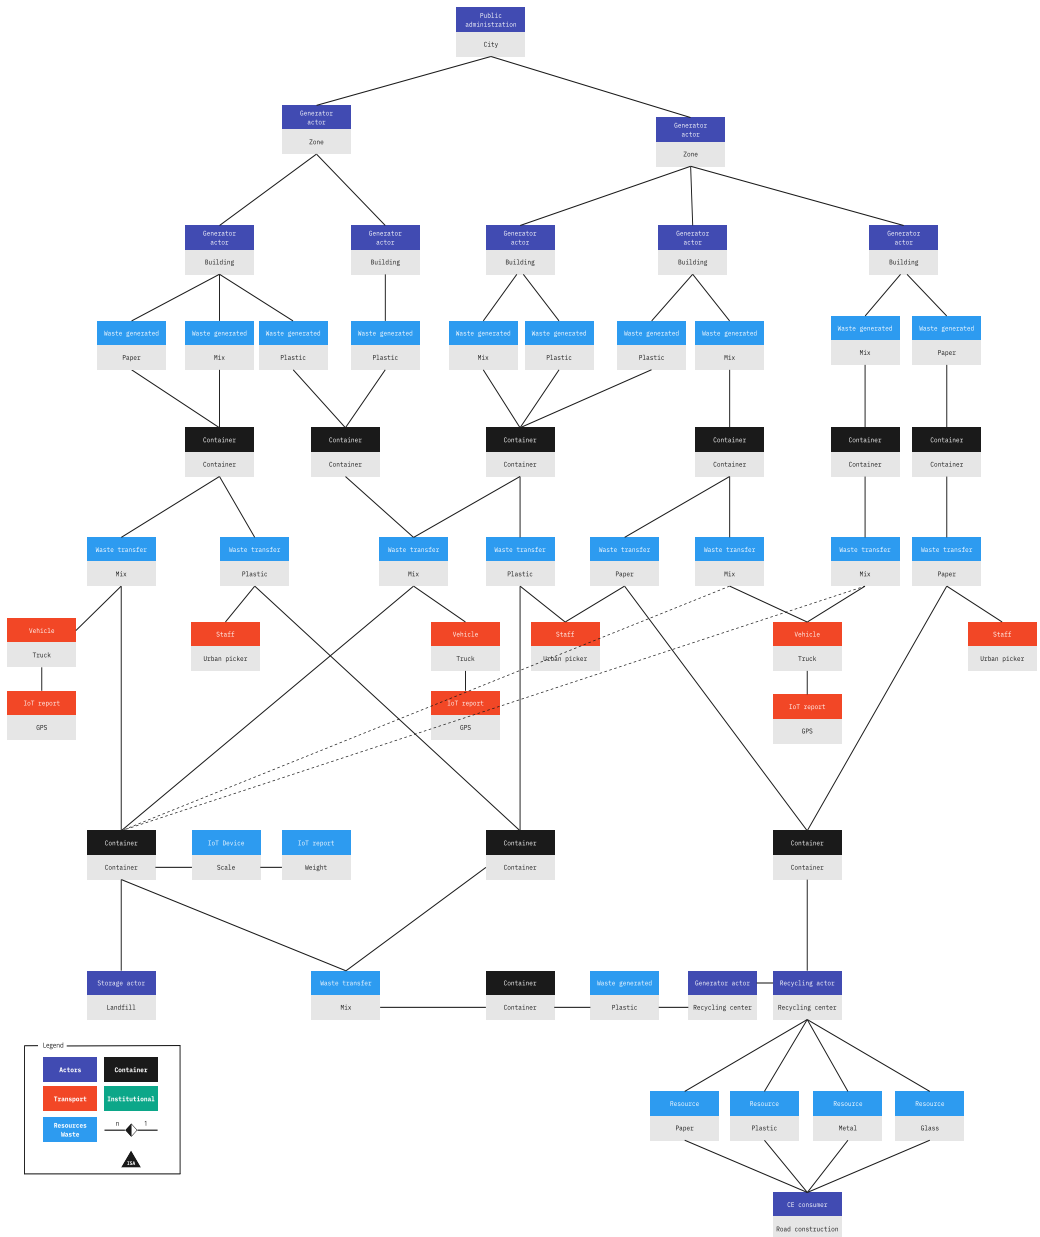 Public
administration
City
Generator
actor
Zone
Generator
actor
Zone
Generator
actor
Building
Generator
actor
Building
Generator
actor
Building
Generator
actor
Building
Generator
actor
Building
Waste generated
Paper
Waste generated
Mix
Waste generated
Plastic
Waste generated
Plastic
Waste generated
Mix
Waste generated
Plastic
Waste generated
Plastic
Waste generated
Mix
Waste generated
Mix
Waste generated
Paper
Container
Container
Container
Container
Container
Container
Container
Container
Container
Container
Container
Container
Waste transfer
Mix
Waste transfer
Plastic
Waste transfer
Mix
Waste transfer
Plastic
Waste transfer
Paper
Waste transfer
Mix
Waste transfer
Mix
Waste transfer
Paper
Vehicle
Truck
Staff
Urban picker
Vehicle
Truck
Staff
Urban picker
Vehicle
Truck
Staff
Urban picker
IoT report
GPS
IoT report
GPS
IoT report
GPS
Container
Container
IoT Device
Scale
IoT report
Weight
Container
Container
Container
Container
Storage actor
Landfill
Waste transfer
Mix
Container
Container
Waste generated
Plastic
Generator actor
Recycling center
Recycling actor
Recycling center
Legend
Actors
Container
Transport
Institutional
Resources
Waste
n
1
ISA
Resource
Paper
Resource
Plastic
Resource
Metal
Resource
Glass
CE consumer
Road construction